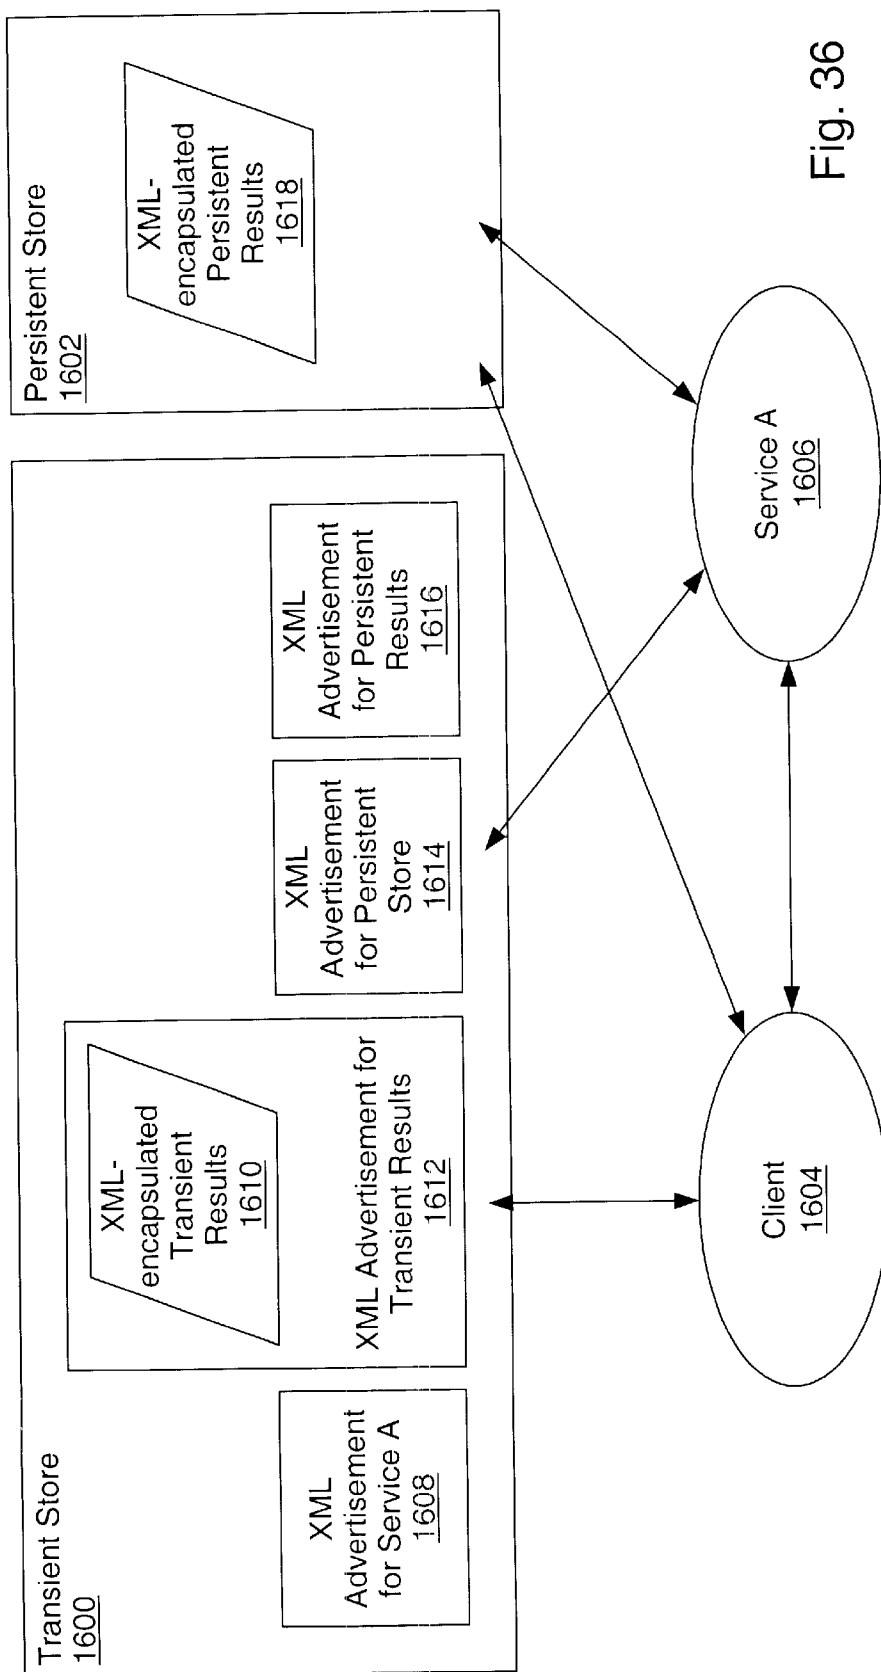 Transient Store
1600
XML
Advertisement
for Service A
1608
XML-
encapsulated
Transient
Results
1610
XML Advertisement for
Transient Results
1612
XML
Advertisement
for Persistent
Store
1614
XML
Advertisement
for Persistent
Results
1616
Persistent Store
1602
XML-
encapsulated
Persistent
Results
1618
Client
1604
Service A
1606
Fig. 36